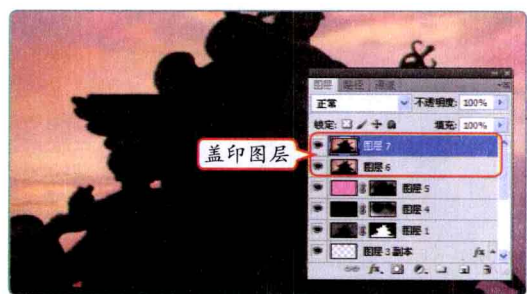 图层 路径 通道
正常 不透明度: 100%
锁定: 填充: 100%
盖印图层
图层 7
图层 6
图层 5
图层 4
图层 1
图层 3 副本 fx
fx.